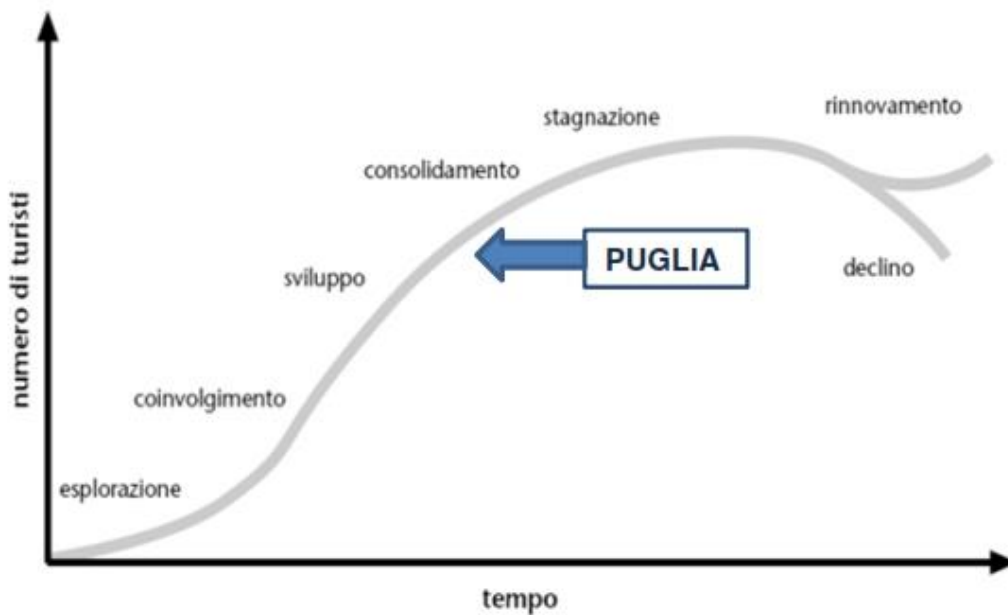 rinnovamento
stagnazione
consolidamento
PUGLIA
declino
sviluppo
coinvolgimento
esplorazione
numero di turisti
tempo